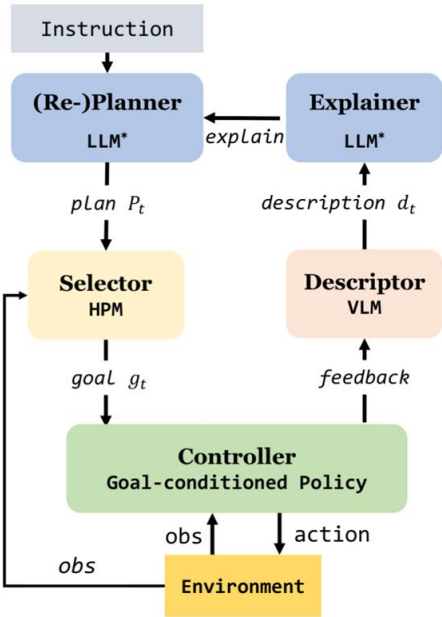 Instruction
(Re-)Planner
LLM*
explain
Explainer
LLM*
plan Pₜ
description dₜ
Selector
HPM
Descriptor
VLM
goal gₜ
feedback
Controller
Goal-conditioned Policy
obs
action
obs
Environment